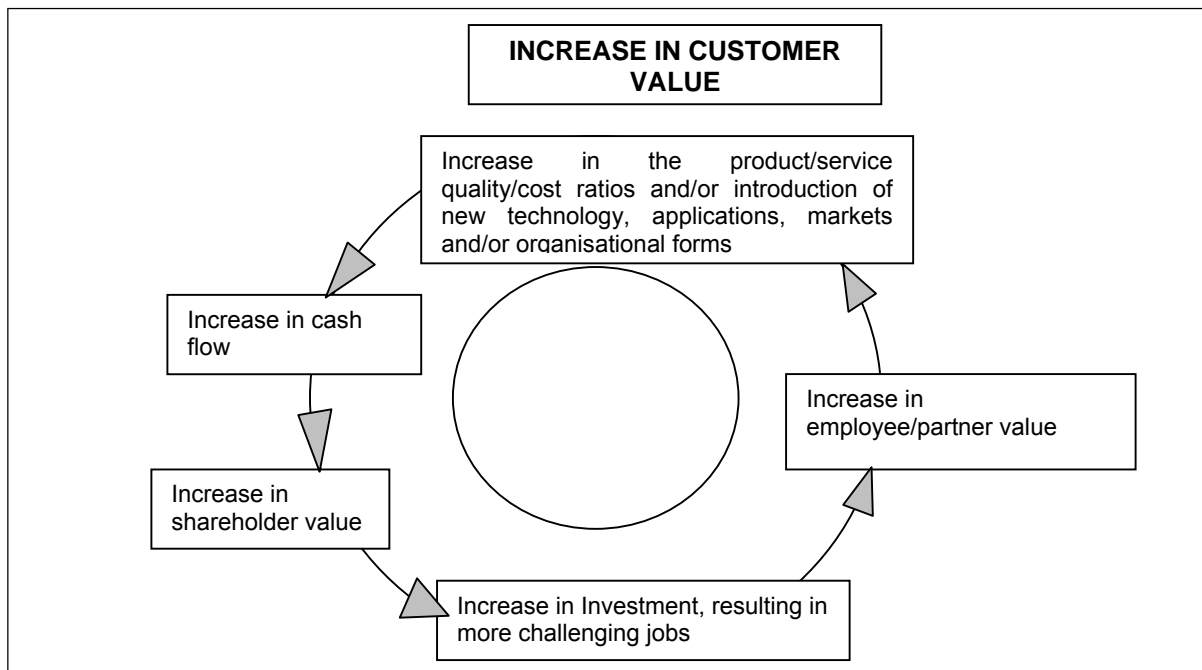 INCREASE IN CUSTOMER
VALUE
Increase in the product/service
quality/cost ratios and/or introduction of
new technology, applications, markets
and/or organisational forms
Increase in cash
flow
Increase in
employee/partner value
Increase in
shareholder value
Increase in Investment, resulting in
more challenging jobs